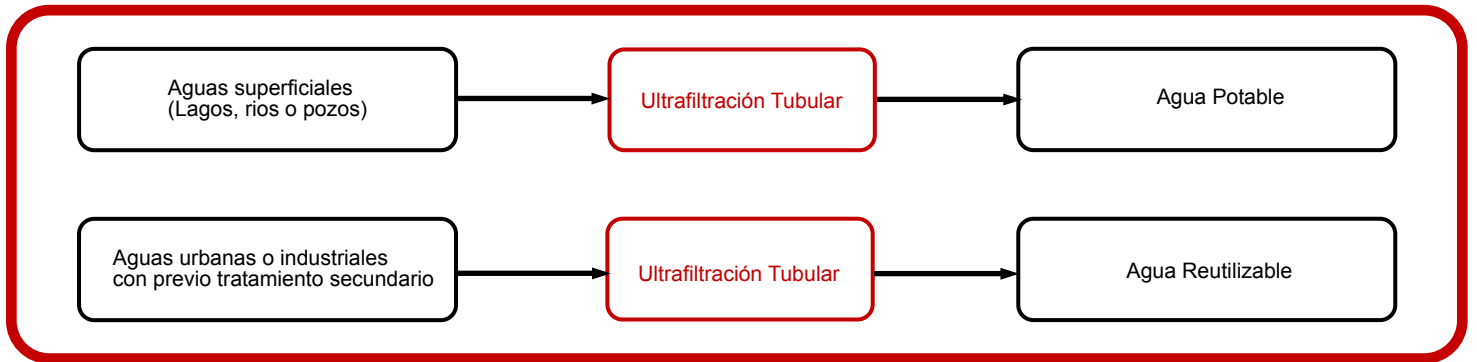 Aguas superficiales
(Lagos, rios o pozos)
Ultrafiltración Tubular
Agua Potable
Aguas urbanas o industriales
con previo tratamiento secundario
Ultrafiltración Tubular
Agua Reutilizable